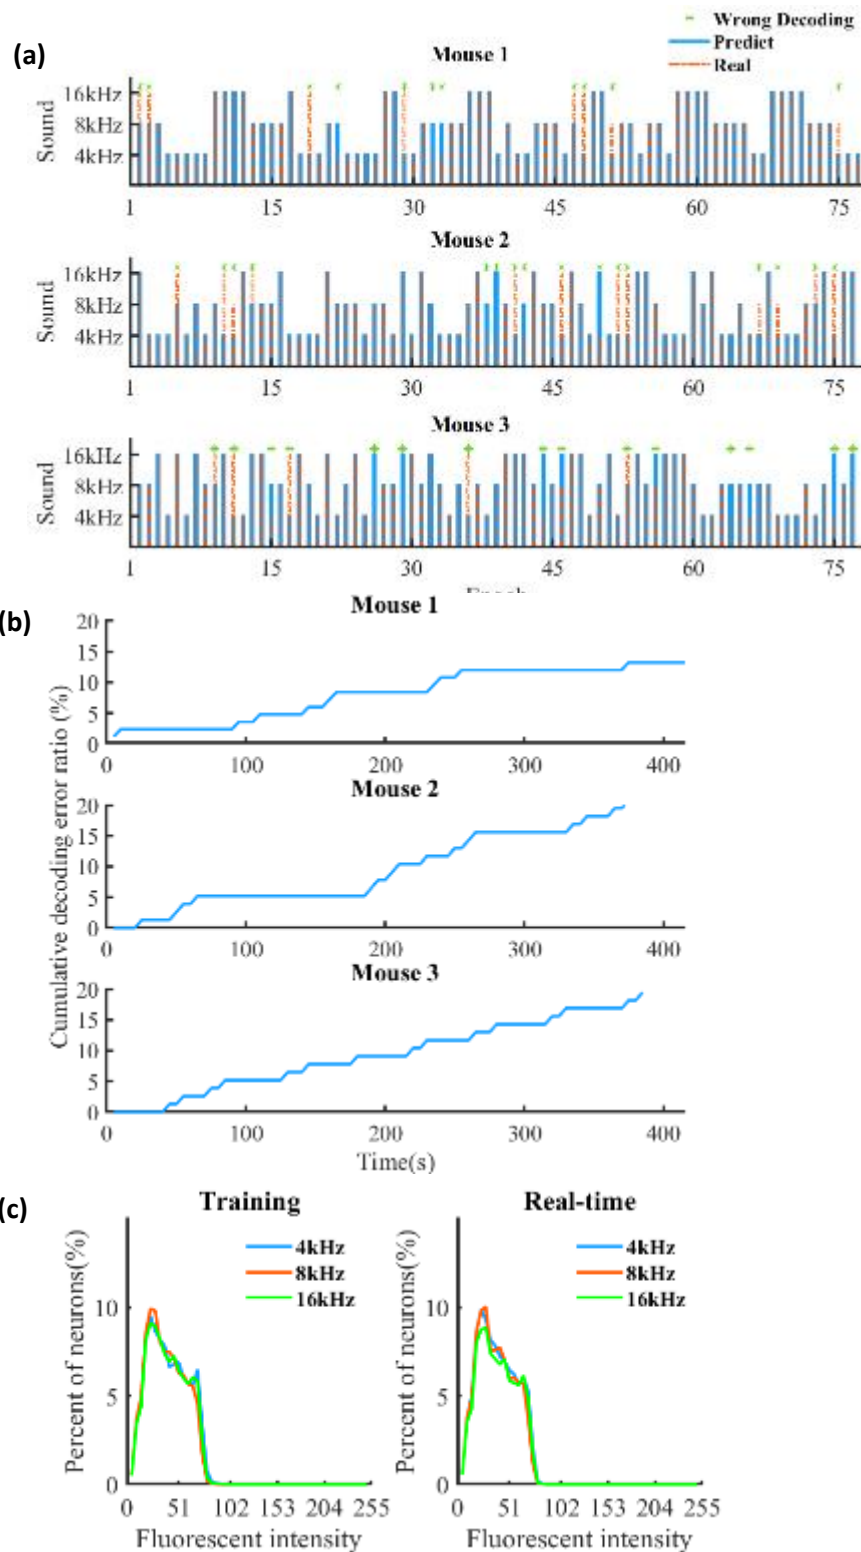 (a)
Wrong Decoding
Predict
Real
Mouse 1
Sound
16kHz
8kHz
4kHz
1 15 30 45 60 75
Mouse 2
Sound
16kHz
8kHz
4kHz
1 15 30 45 60 75
Mouse 3
Sound
16kHz
8kHz
4kHz
1 15 30 45 60 75
(b)
Cumulative decoding error ratio (%)
Mouse 1
20
15
10
5
0
0 100 200 300 400
Mouse 2
20
15
10
5
0
0 100 200 300 400
Mouse 3
20
15
10
5
0
0 100 200 300 400
Time(s)
(c)
Training
4kHz
8kHz
16kHz
Percent of neurons(%)
10
5
0
0 51 102 153 204 255
Fluorescent intensity
Real-time
4kHz
8kHz
16kHz
Percent of neurons(%)
10
5
0
0 51 102 153 204 255
Fluorescent intensity